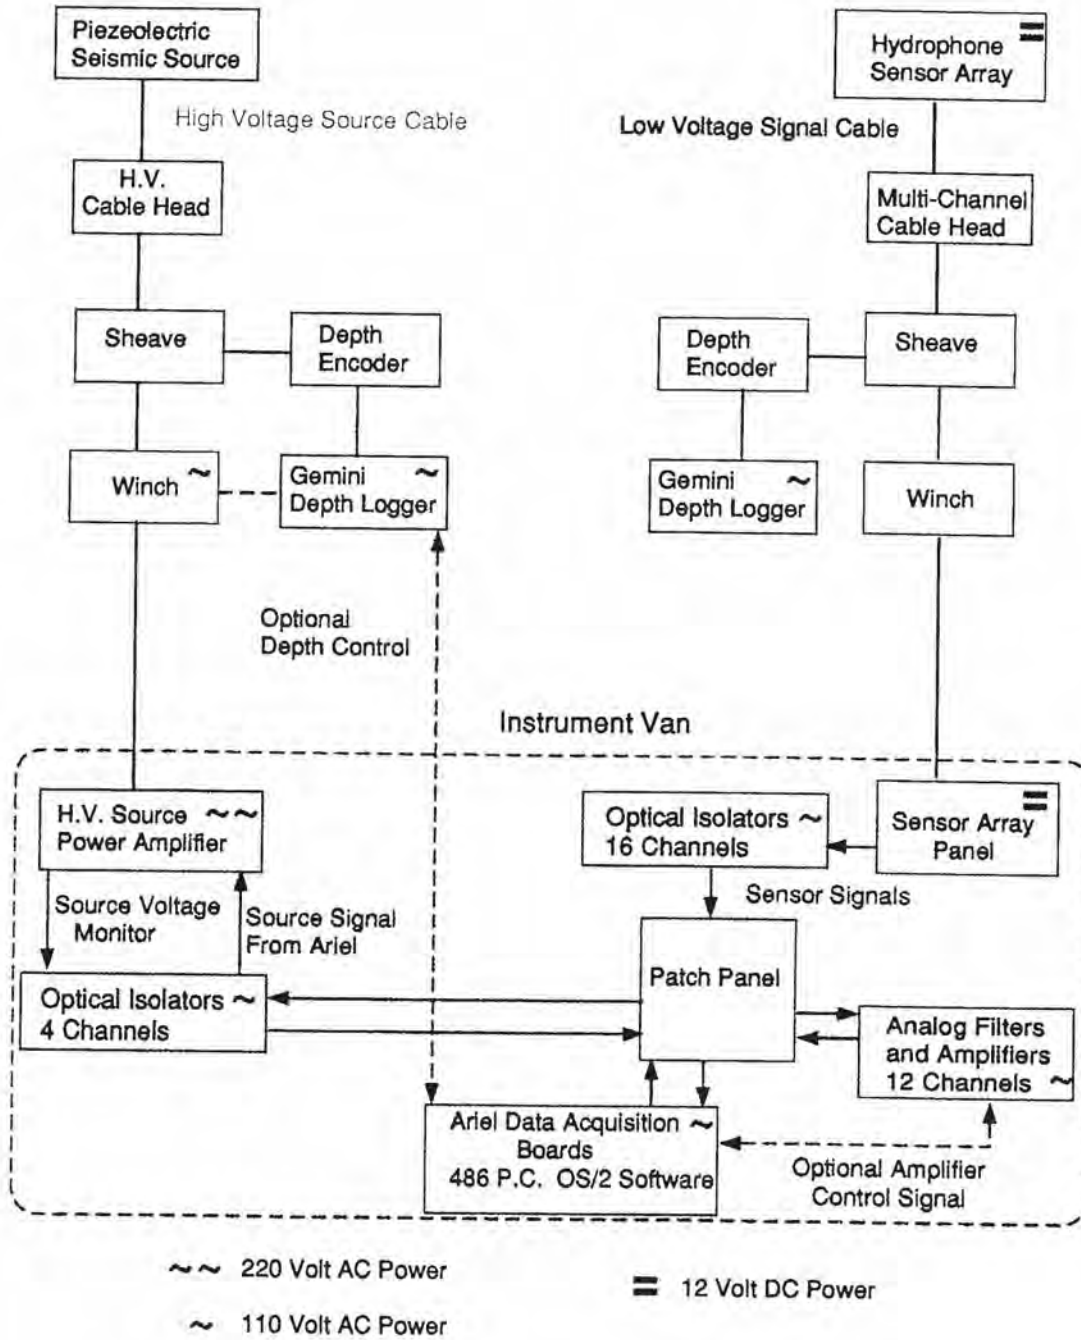 Piezeolectric
Seismic Source
Hydrophone
Sensor Array
High Voltage Source Cable
Low Voltage Signal Cable
H.V.
Cable Head
Multi-Channel
Cable Head
Sheave
Depth
Encoder
Depth
Encoder
Sheave
Winch ~
Gemini ~
Depth Logger
Gemini ~
Depth Logger
Winch
Optional
Depth Control
Instrument Van
H.V. Source ~~
Power Amplifier
Optical Isolators ~
16 Channels
Sensor Array
Panel
Source Voltage
Monitor
Source Signal
From Ariel
Sensor Signals
Patch Panel
Optical Isolators ~
4 Channels
Analog Filters
and Amplifiers
12 Channels ~
Ariel Data Acquisition ~
Boards
486 P.C. OS/2 Software
Optional Amplifier
Control Signal
~~ 220 Volt AC Power
= 12 Volt DC Power
~ 110 Volt AC Power